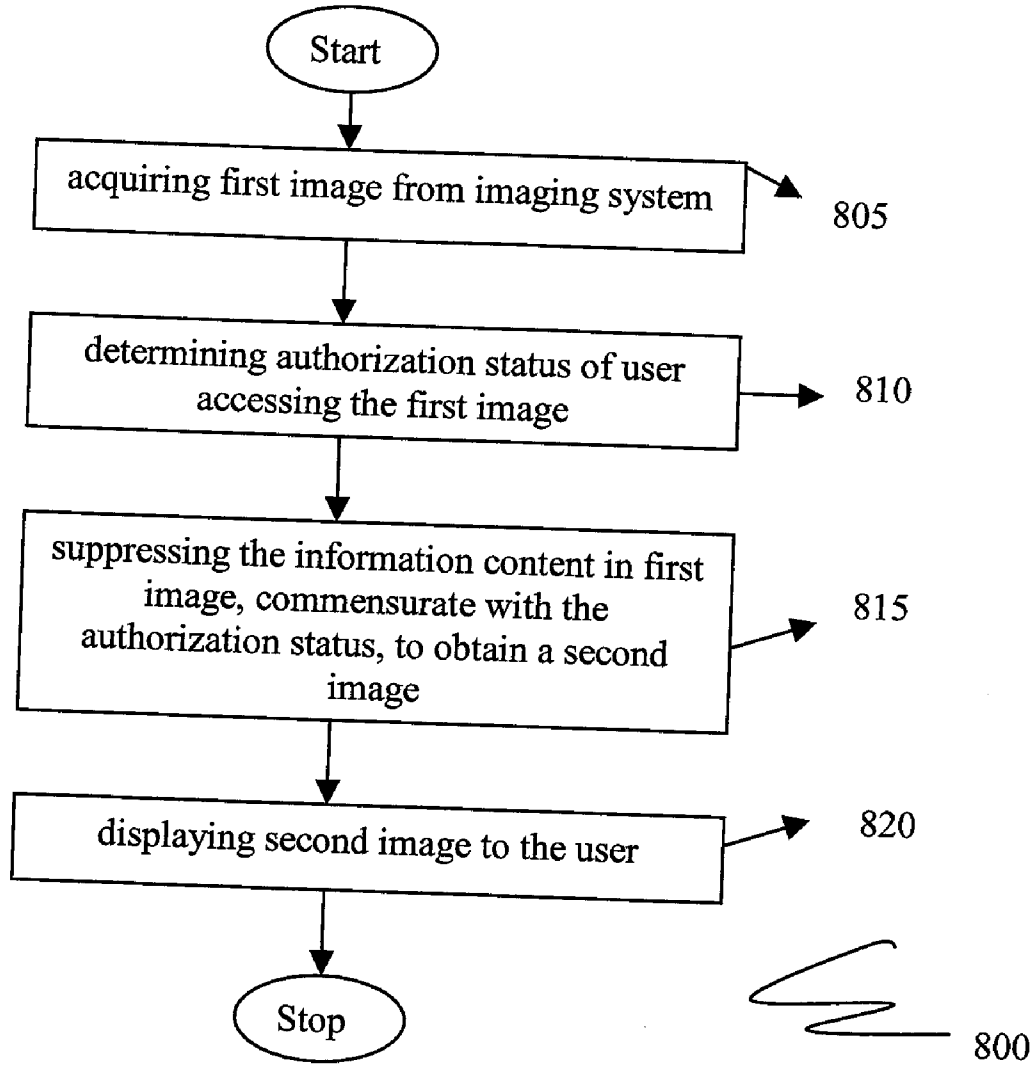 Start
acquiring first image from imaging system
805
determining authorization status of user
accessing the first image
810
suppressing the information content in first
image, commensurate with the
authorization status, to obtain a second
image
815
displaying second image to the user
820
Stop
800